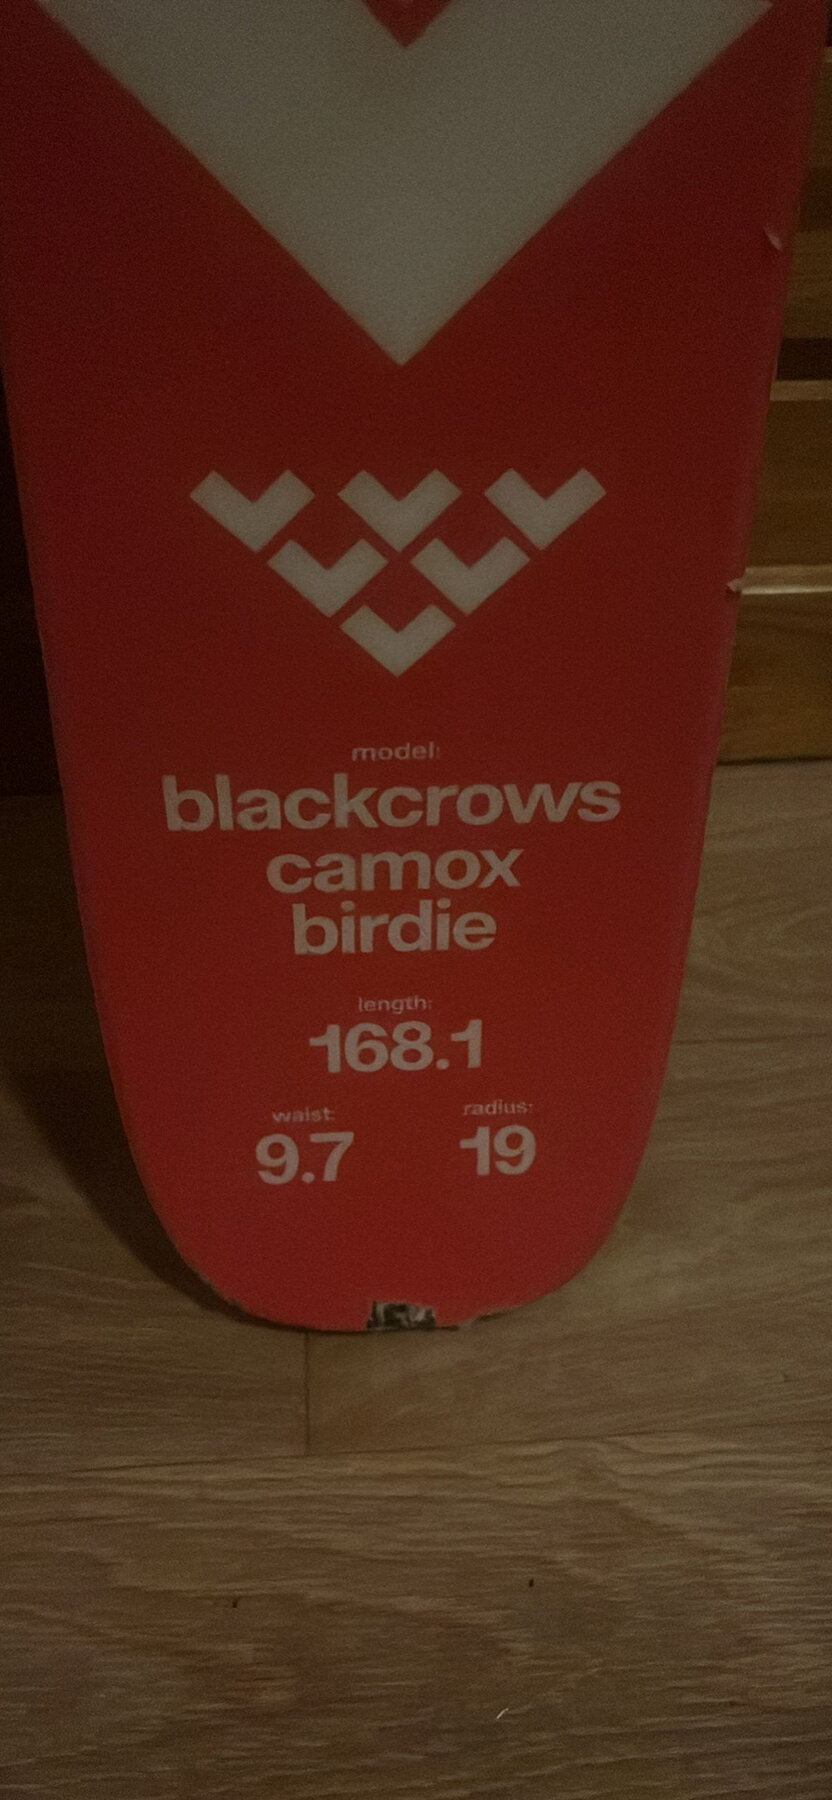 model:
blackcrows
camox
birdie
length:
168.1
waist: radius:
9.7 19